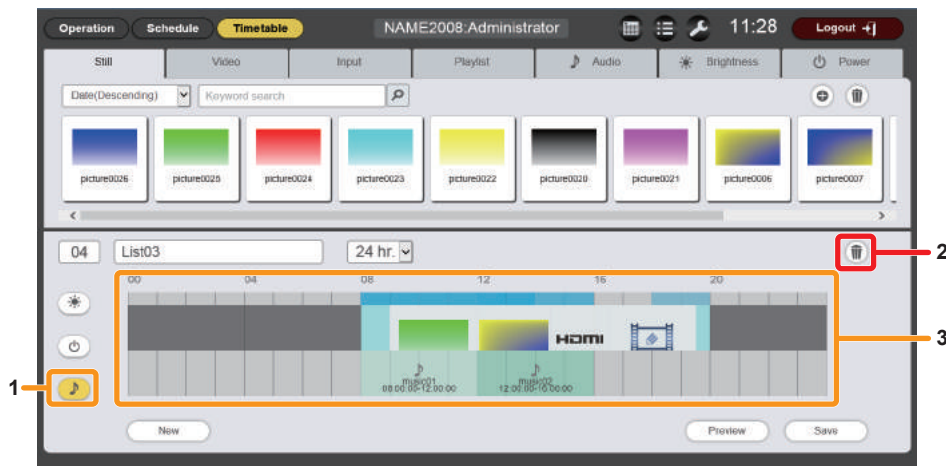 Operation Schedule Timetable NAME2008:Administrator 11:28 Logout
Still Video Input Playlist Audio Brightness Power
Date(Descending) Keyword search
picture0026 picture0025 picture0024 picture0023 picture0022 picture0020 picture0021 picture0006 picture0007
04 List03 24 hr.
2
00 04 08 12 16 20
HDMI
3
music01 music02
08:00:00-12:00:00 12:00:00-16:00:00
1
New Preview Save